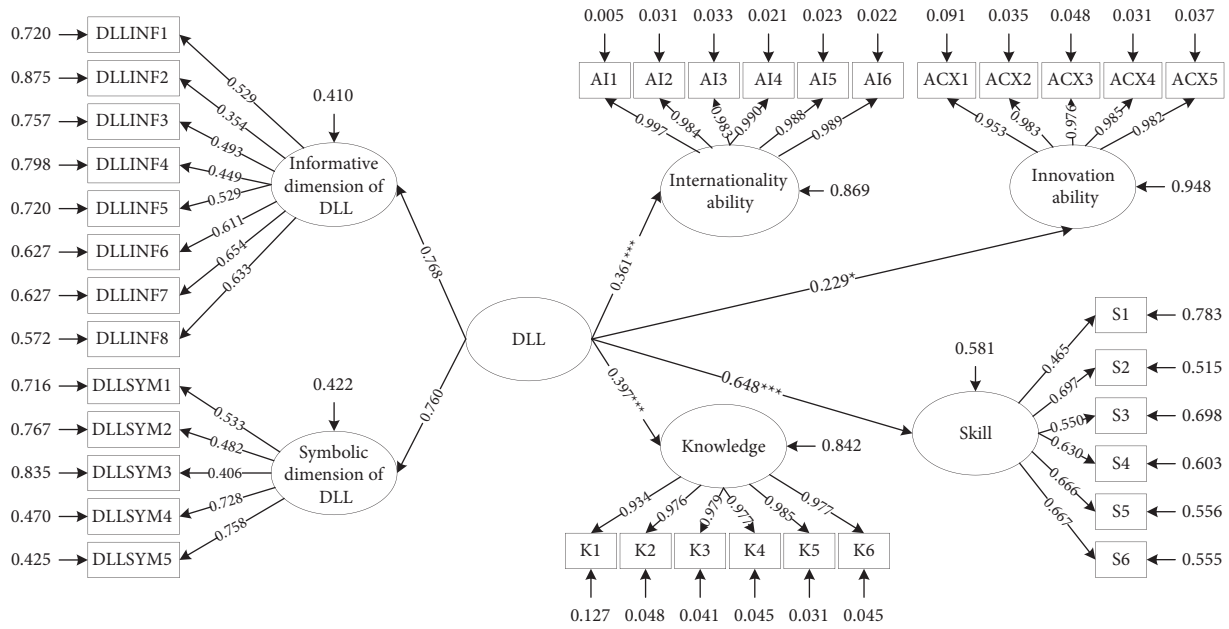 0.720
DLLINF1
0.875
DLLINF2
0.757
DLLINF3
0.798
DLLINF4
0.720
DLLINF5
0.627
DLLINF6
0.627
DLLINF7
0.572
DLLINF8
0.529
0.354
0.493
0.449
0.529
0.611
0.654
0.633
0.410
Informative
dimension of
DLL
0.768
0.716
DLLSYM1
0.767
DLLSYM2
0.835
DLLSYM3
0.470
DLLSYM4
0.425
DLLSYM5
0.533
0.482
0.406
0.728
0.758
0.422
Symbolic
dimension of
DLL
0.760
DLL
0.005 0.031 0.033 0.021 0.023 0.022
AI1 AI2 AI3 AI4 AI5 AI6
0.997 0.984 0.983 0.990 0.988 0.989
Internationality
ability
0.869
0.361***
0.091 0.035 0.048 0.031 0.037
ACX1 ACX2 ACX3 ACX4 ACX5
0.953 0.983 0.976 0.985 0.982
Innovation
ability
0.948
0.229*
0.648***
0.397***
Knowledge
0.842
0.934 0.976 0.979 0.977 0.985 0.977
K1 K2 K3 K4 K5 K6
0.127 0.048 0.041 0.045 0.031 0.045
0.581
Skill
0.465
0.697
0.550
0.630
0.666
0.667
S1 0.783
S2 0.515
S3 0.698
S4 0.603
S5 0.556
S6 0.555